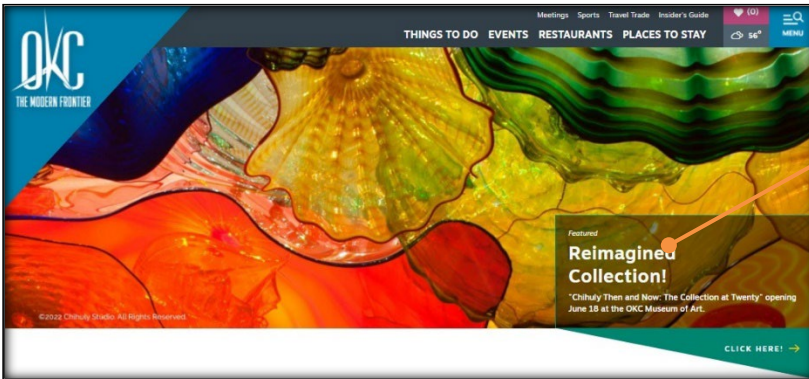 OKC
THE MODERN FRONTIER
Meetings Sports Travel Trade Insider's Guide
(0)
MENU
THINGS TO DO EVENTS RESTAURANTS PLACES TO STAY
56°
Featured
Reimagined
Collection!
"Chihuly Then and Now: The Collection at Twenty" opening
June 18 at the OKC Museum of Art.
©2022 Chihuly Studio. All Rights Reserved.
CLICK HERE! →